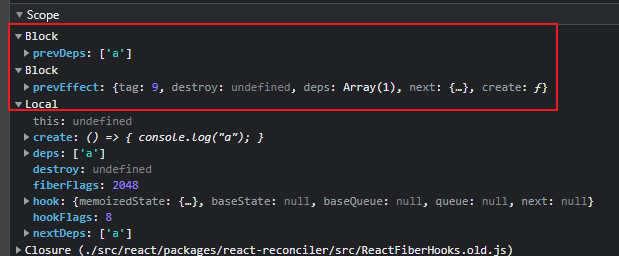 Scope
Block
prevDeps: ['a']
Block
prevEffect: {tag: 9, destroy: undefined, deps: Array(1), next: {…}, create: ƒ}
Local
this: undefined
create: () => { console.log("a"); }
deps: ['a']
destroy: undefined
fiberFlags: 2048
hook: {memoizedState: {…}, baseState: null, baseQueue: null, queue: null, next: null}
hookFlags: 8
nextDeps: ['a']
Closure (./src/react/packages/react-reconciler/src/ReactFiberHooks.old.js)